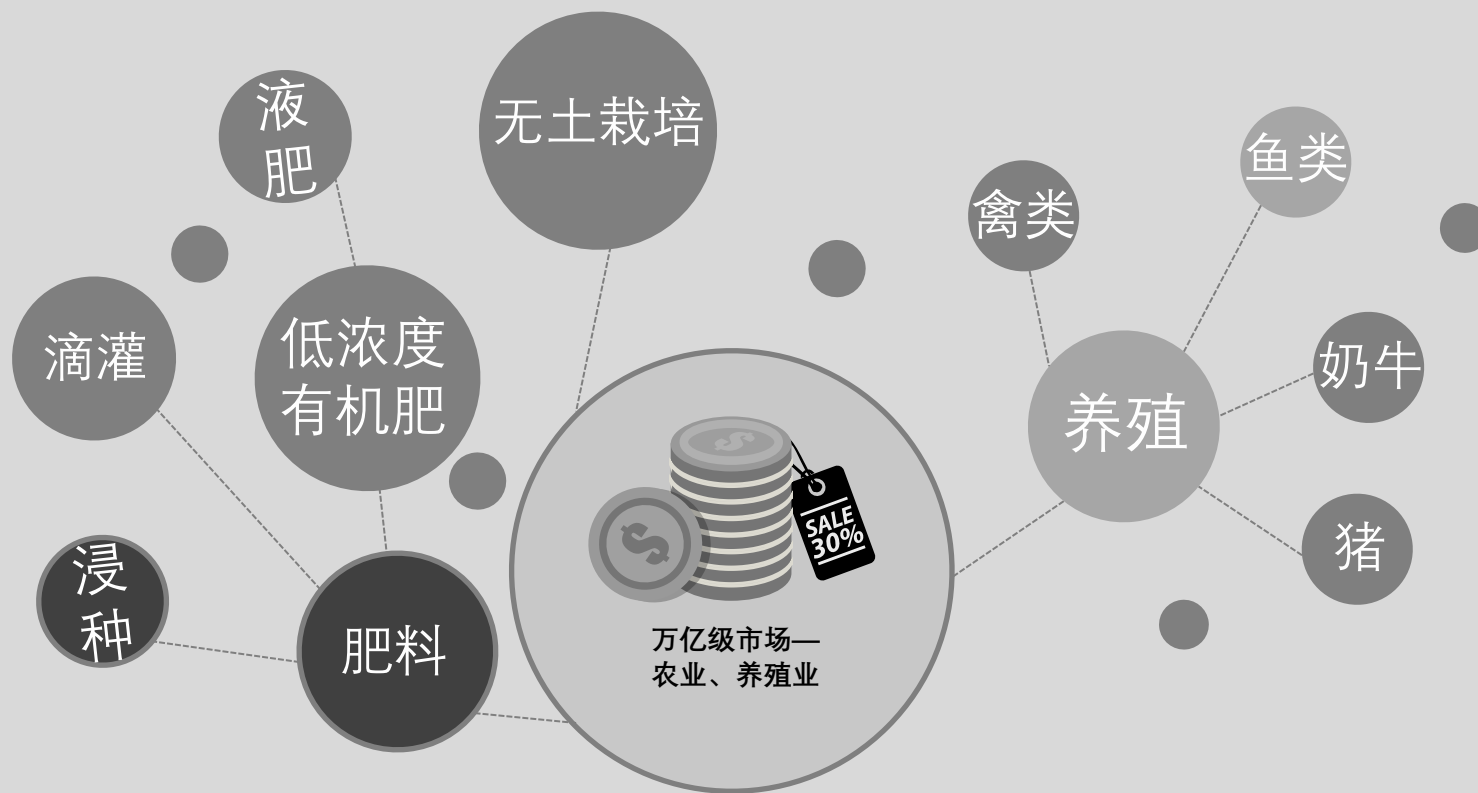 液
肥
无土栽培
鱼类
禽类
滴灌
低浓度
有机肥
奶牛
养殖
SALE
30%
浸
种
猪
肥料
万亿级市场—
农业、养殖业